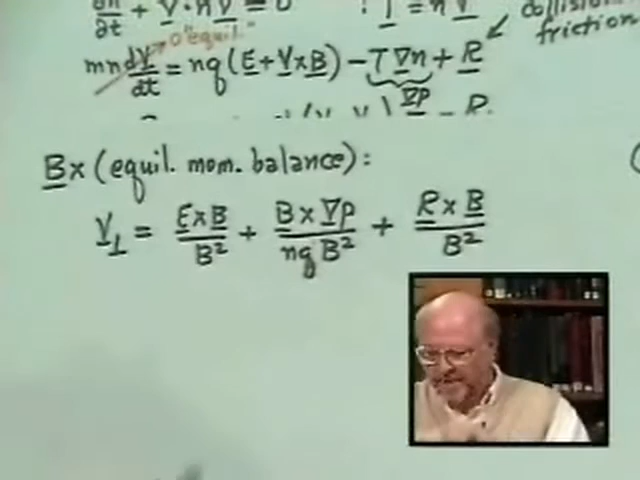 ∂n/∂t + ∇·nV = 0 : Γ = nV
→ 0 "equil."
collision
friction
mn dV/dt = nq(E + V×B) − T∇n + R
∇p
B× (equil. mom. balance):
V⊥ = E×B/B² + B×∇p/nqB² + R×B/B²